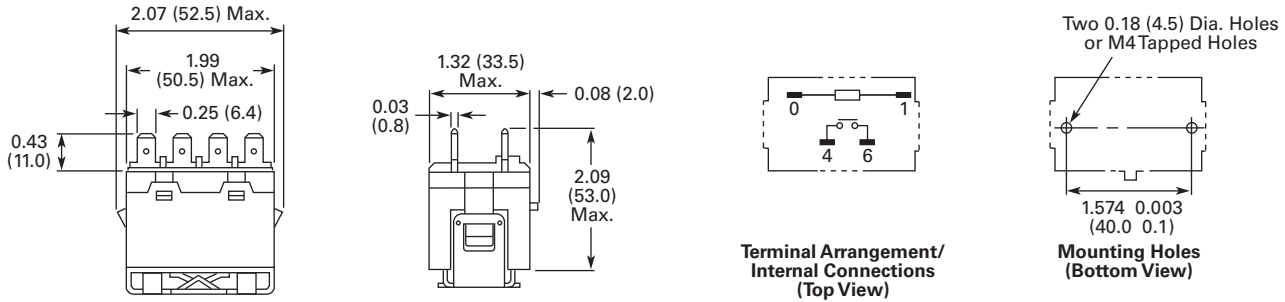 2.07 (52.5) Max.
1.99
(50.5) Max.
0.25 (6.4)
0.43
(11.0)
1.32 (33.5)
Max.
0.08 (2.0)
0.03
(0.8)
2.09
(53.0)
Max.
0
1
4
6
Terminal Arrangement/
Internal Connections
(Top View)
Two 0.18 (4.5) Dia. Holes
or M4 Tapped Holes
1.574 0.003
(40.0 0.1)
Mounting Holes
(Bottom View)